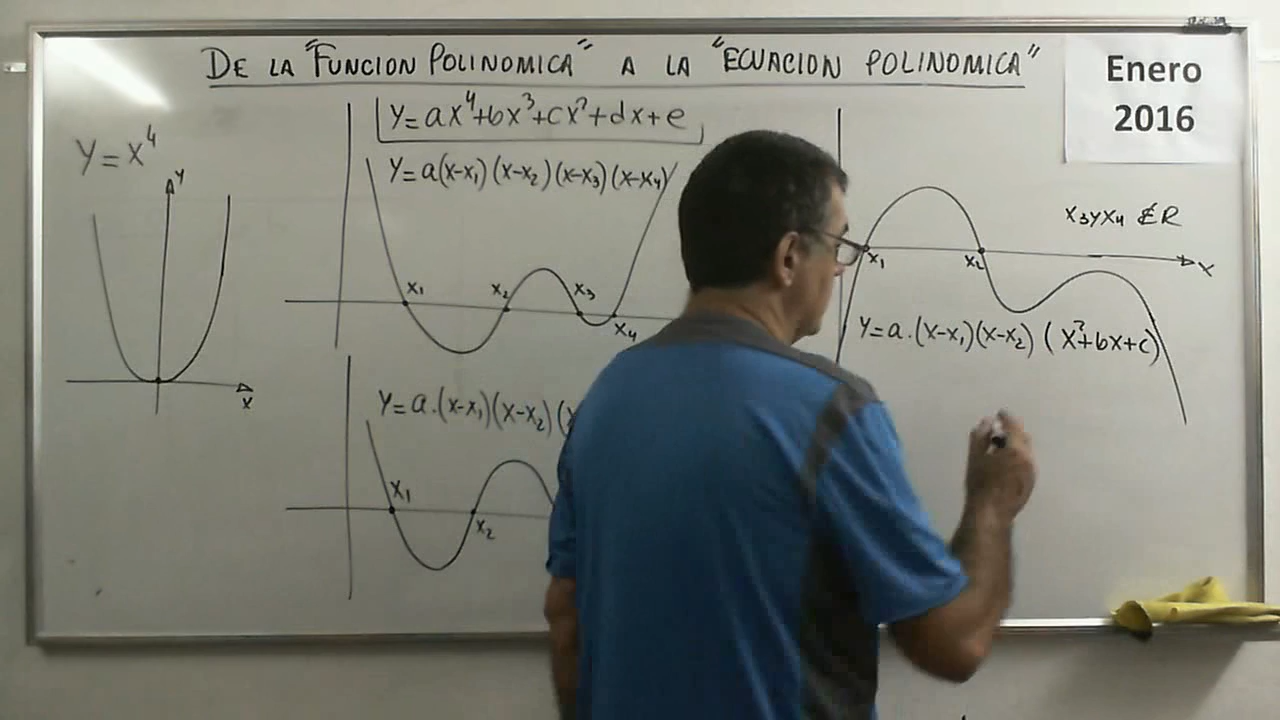 DE LA "FUNCION POLINOMICA" A LA "ECUACION POLINOMICA"
Enero
2016
Y=x⁴
Y
X
Y=ax⁴+bx³+cx²+dx+e
Y=a(x-x₁)(x-x₂)(x-x₃)(x-x₄)
x₁
x₂
x₃
x₄
Y=a.(x-x₁)(x-x₂)(
x₁
x₂
x₃ y x₄ ∉ R
x₁
x₂
X
Y=a.(x-x₁)(x-x₂)(x²+bx+c)